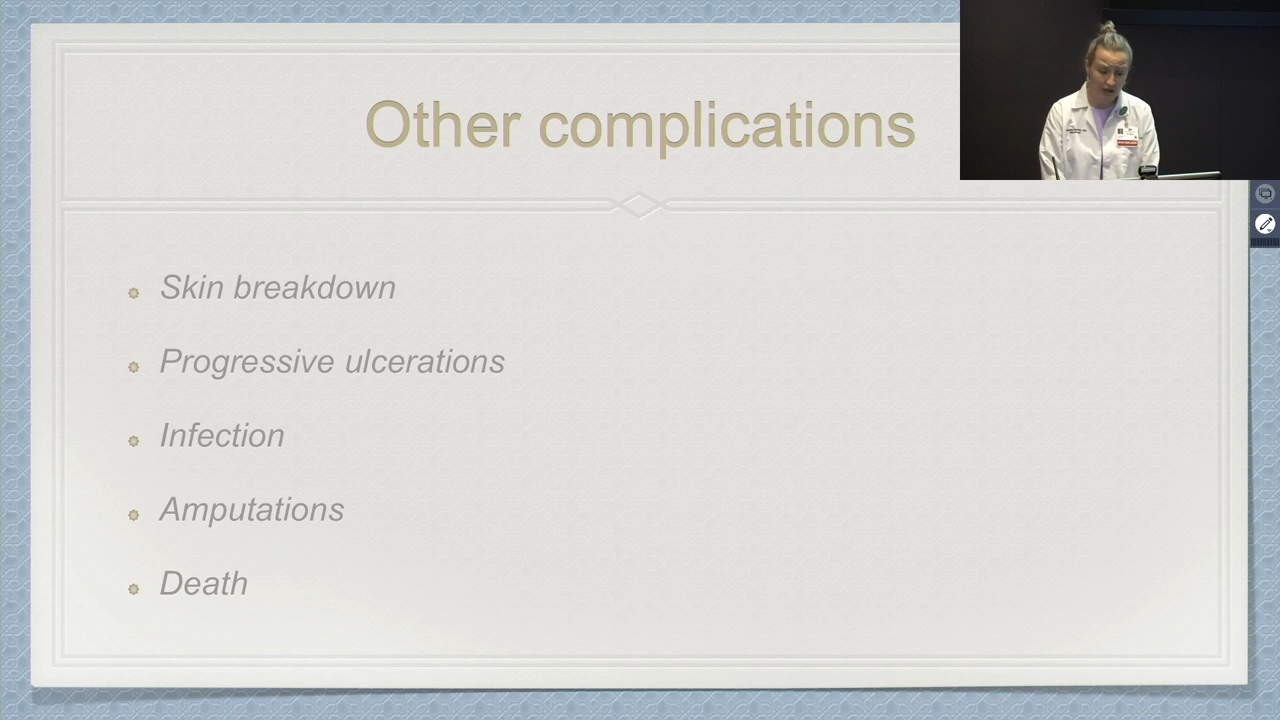 Other complications
Skin breakdown
Progressive ulcerations
Infection
Amputations
Death